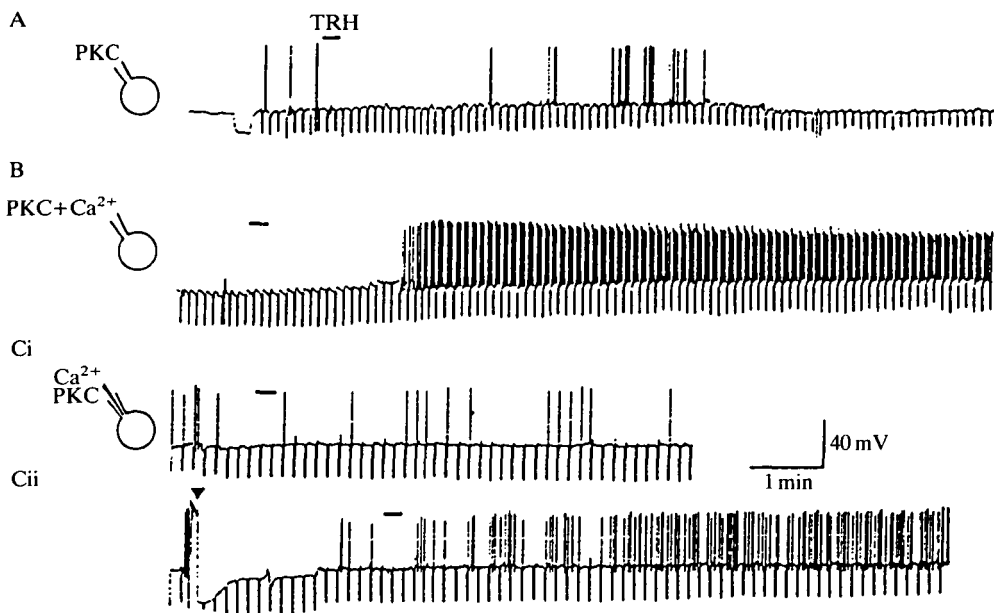 A
PKC
TRH
B
PKC+Ca²⁺
Ci
Ca²⁺
PKC
40 mV
1 min
Cii